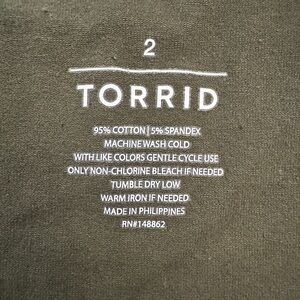 2
TORRID
95% COTTON | 5% SPANDEX
MACHINE WASH COLD
WITH LIKE COLORS GENTLE CYCLE USE
ONLY NON-CHLORINE BLEACH IF NEEDED
TUMBLE DRY LOW
WARM IRON IF NEEDED
MADE IN PHILIPPINES
RN#148862